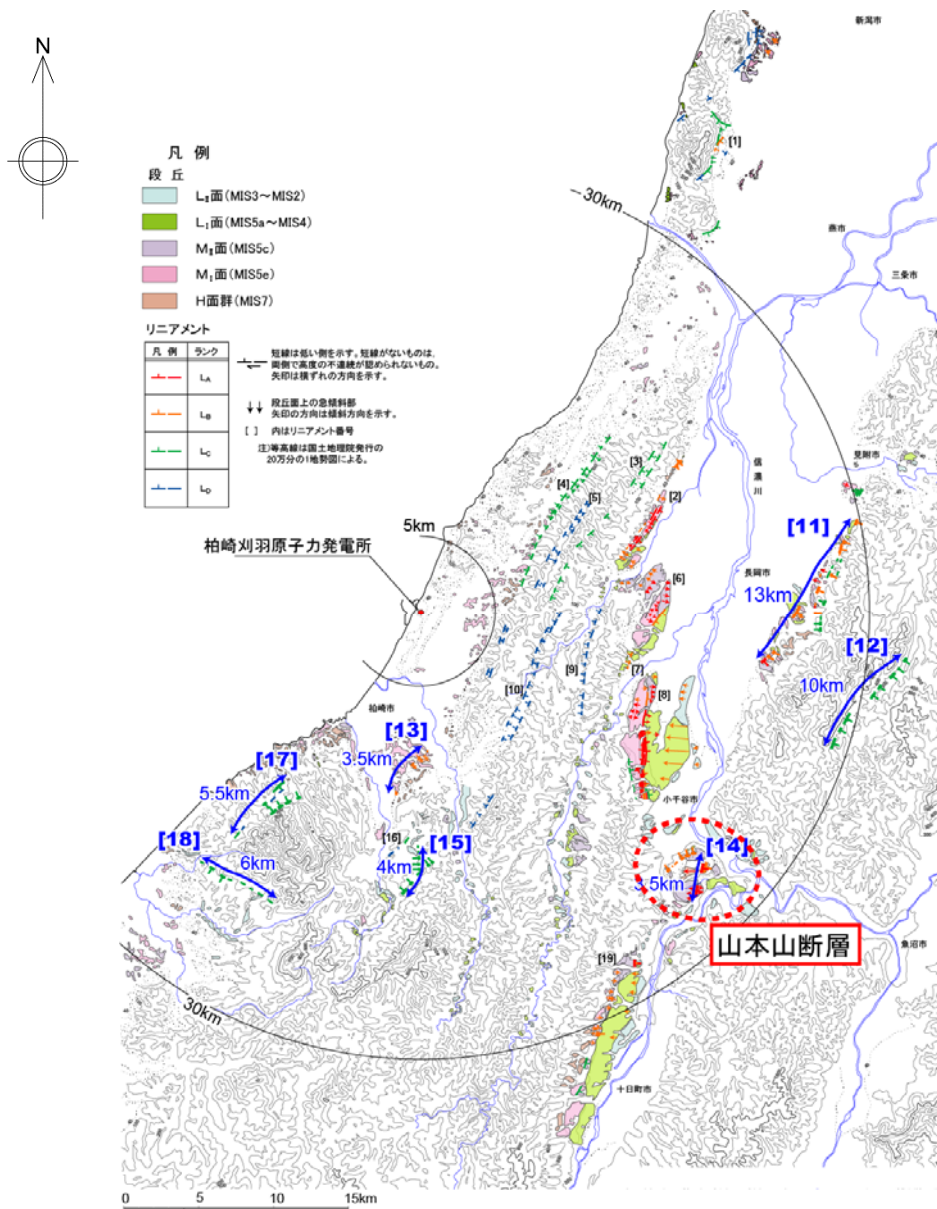 N
新潟市
凡 例
段 丘
LⅡ面(MIS3～MIS2)
LⅠ面(MIS5a～MIS4)
MⅡ面(MIS5c)
MⅠ面(MIS5e)
H面群(MIS7)
リニアメント
凡 例 ランク
LA
LB
LC
LD
短線は低い側を示す。短線がないものは、
両側で高度の不連続が認められないもの。
矢印は横ずれの方向を示す。
段丘面上の急傾斜部
矢印の方向は傾斜方向を示す。
[ ] 内はリニアメント番号
注)等高線は国土地理院発行の
20万分の1地勢図による。
[1]
30km
燕市
三条市
見附市
信濃川
[3]
[4]
[2]
[5]
5km
[11]
柏崎刈羽原子力発電所
長岡市
[6]
13km
[12]
[9]
[7]
10km
[10]
[8]
柏崎市
[13]
3.5km
[17]
5.5km
小千谷市
[18]
[16]
[15]
[14]
6km
4km
3.5km
山本山断層
魚沼市
[19]
30km
十日町市
0 5 10 15km